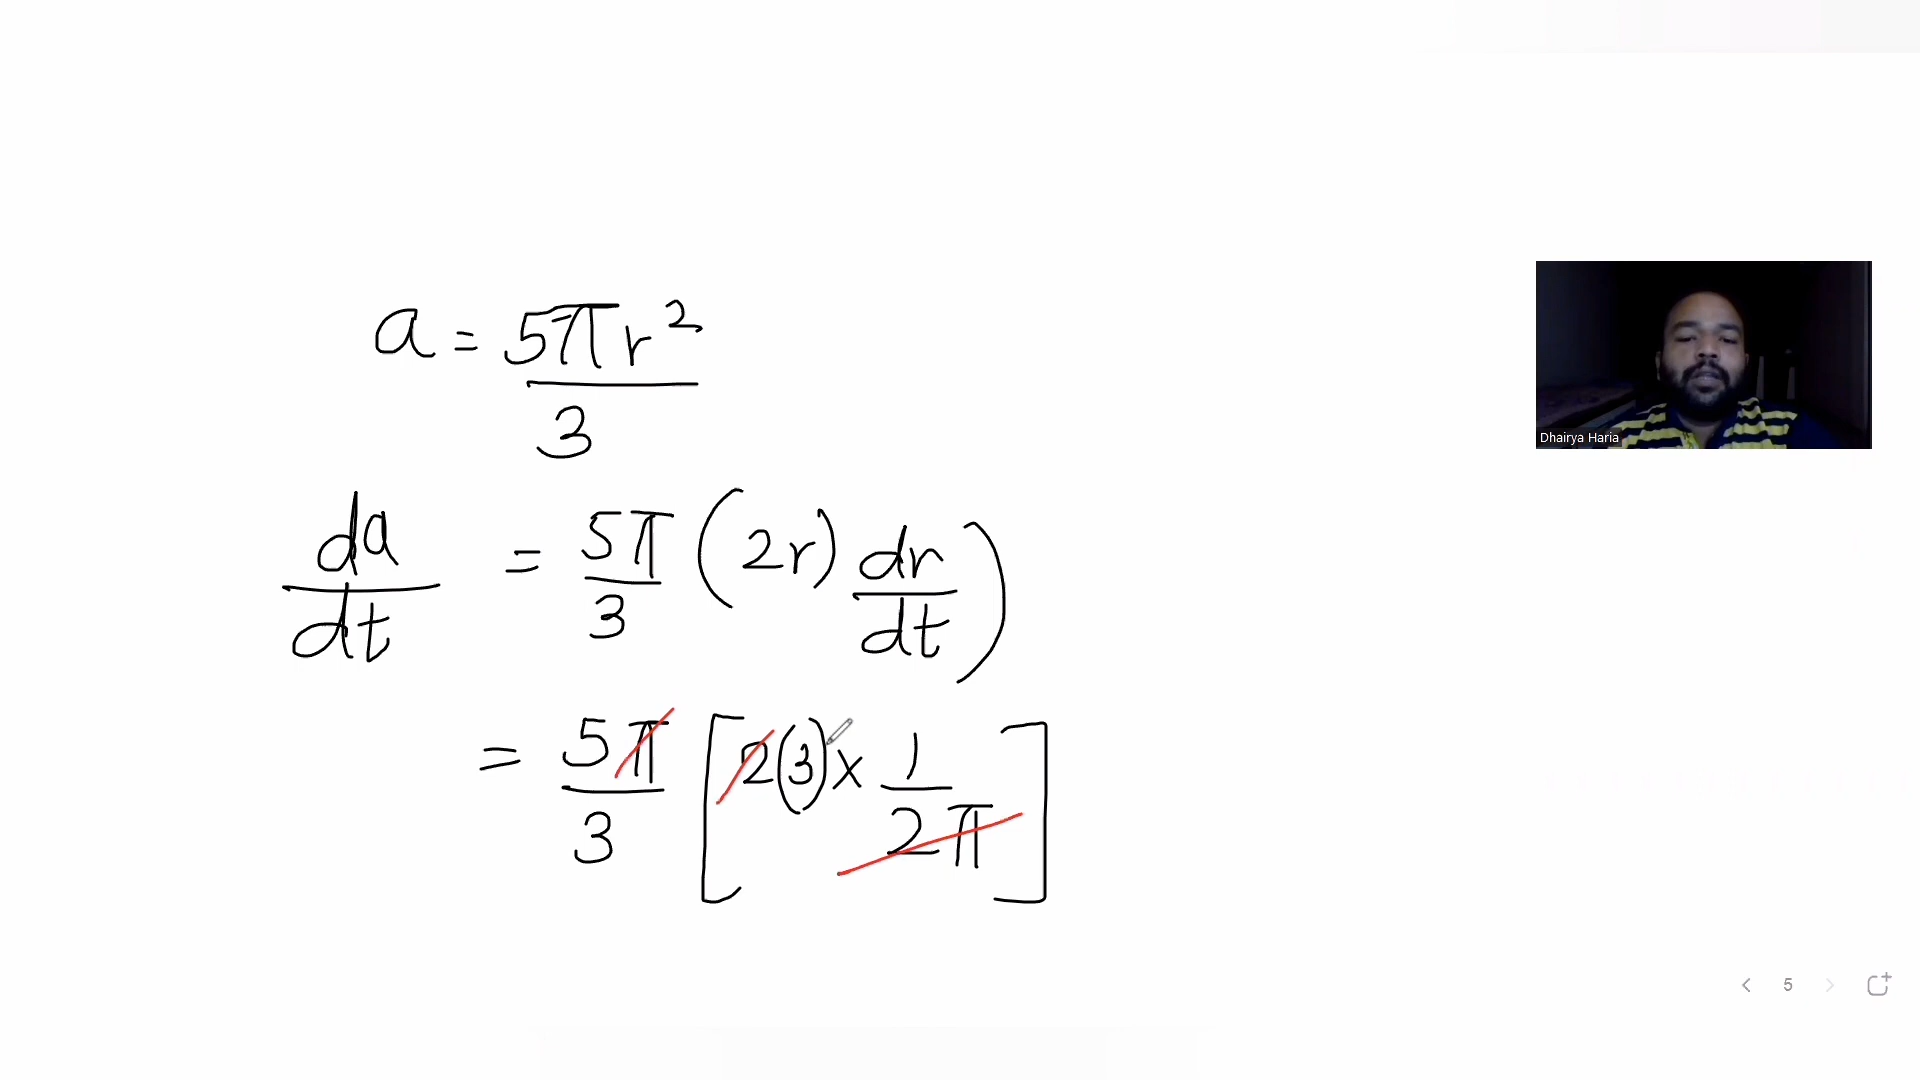 a = 5πr²
3
da/dt = 5π/3 (2r) dr/dt)
= 5π/3 [2(3) x 1/2π]
Dhairya Haria
5